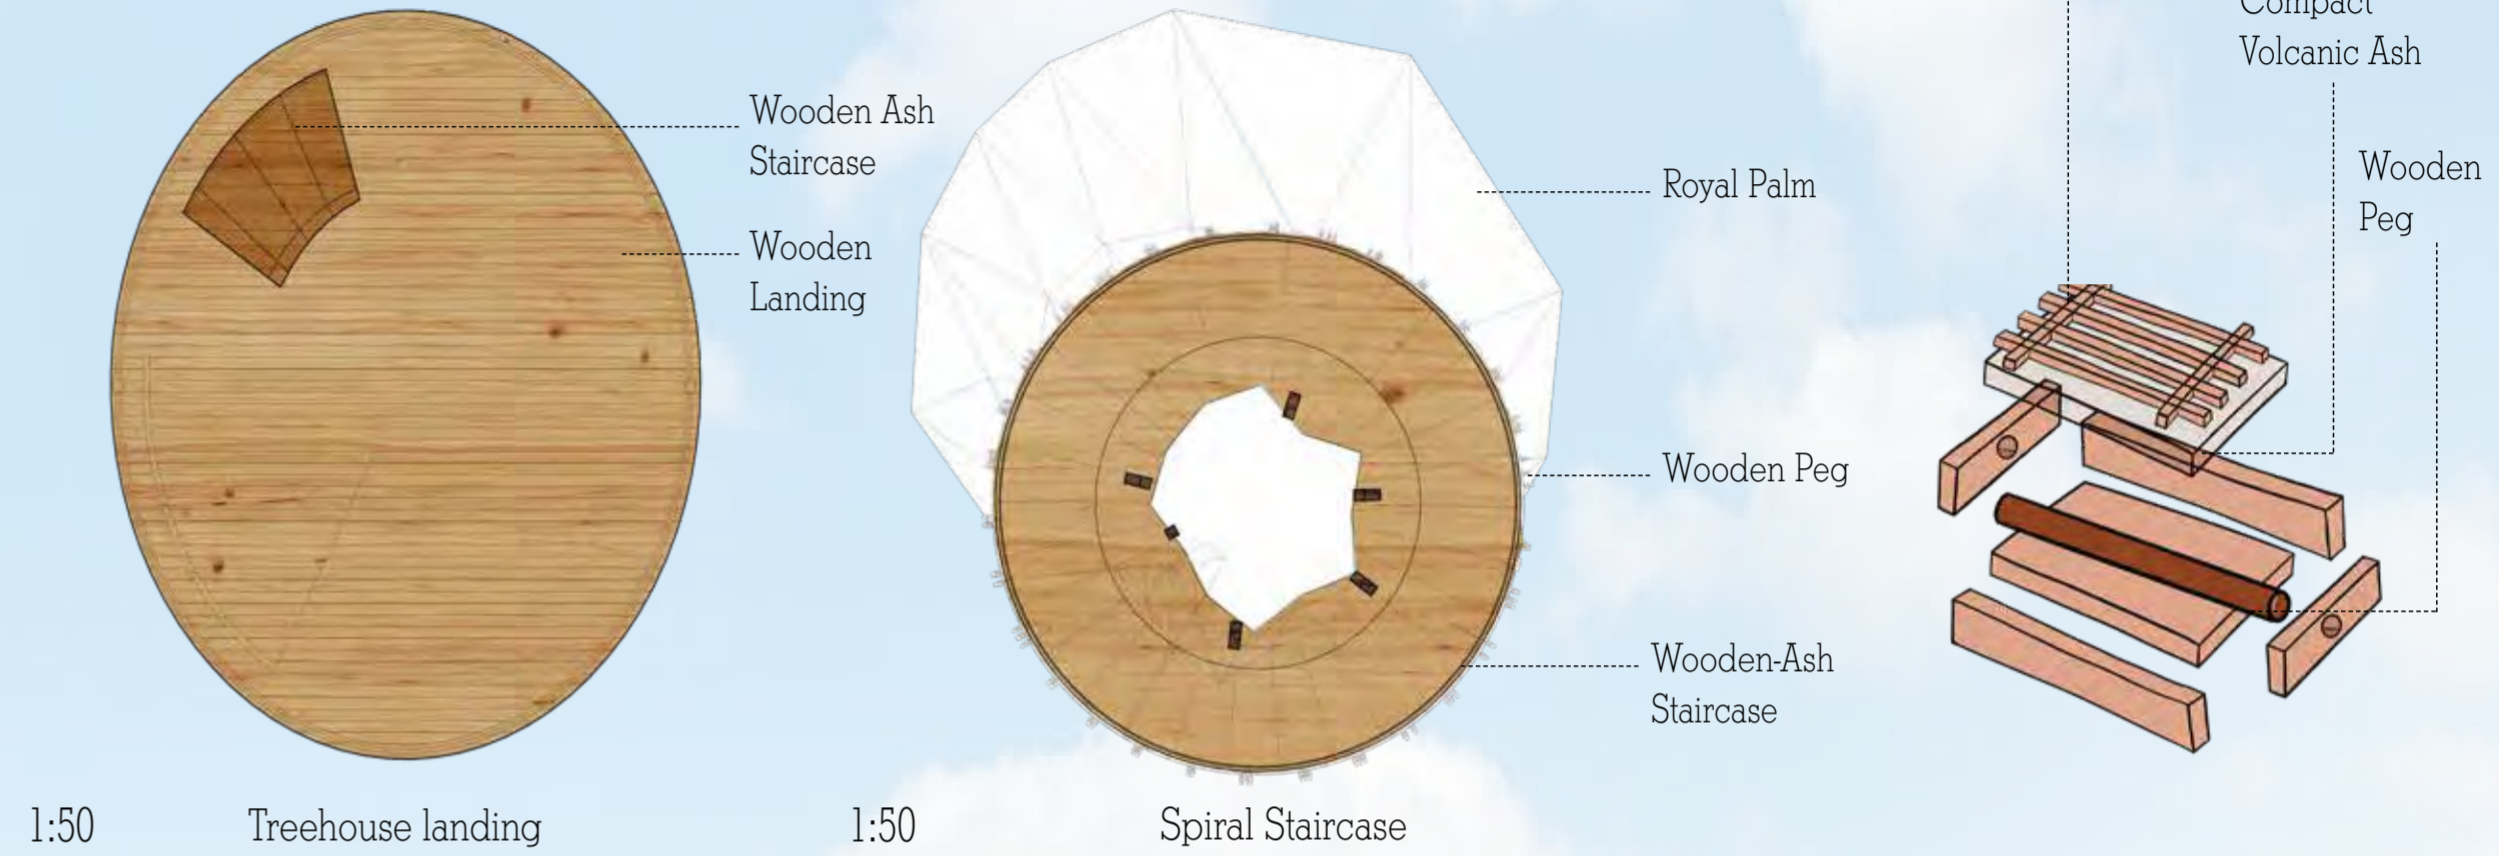 Wooden Ash
Staircase
Wooden
Landing
1:50
Treehouse landing
Royal Palm
Wooden Peg
Wooden-Ash
Staircase
1:50
Spiral Staircase
Compact
Volcanic Ash
Wooden
Peg